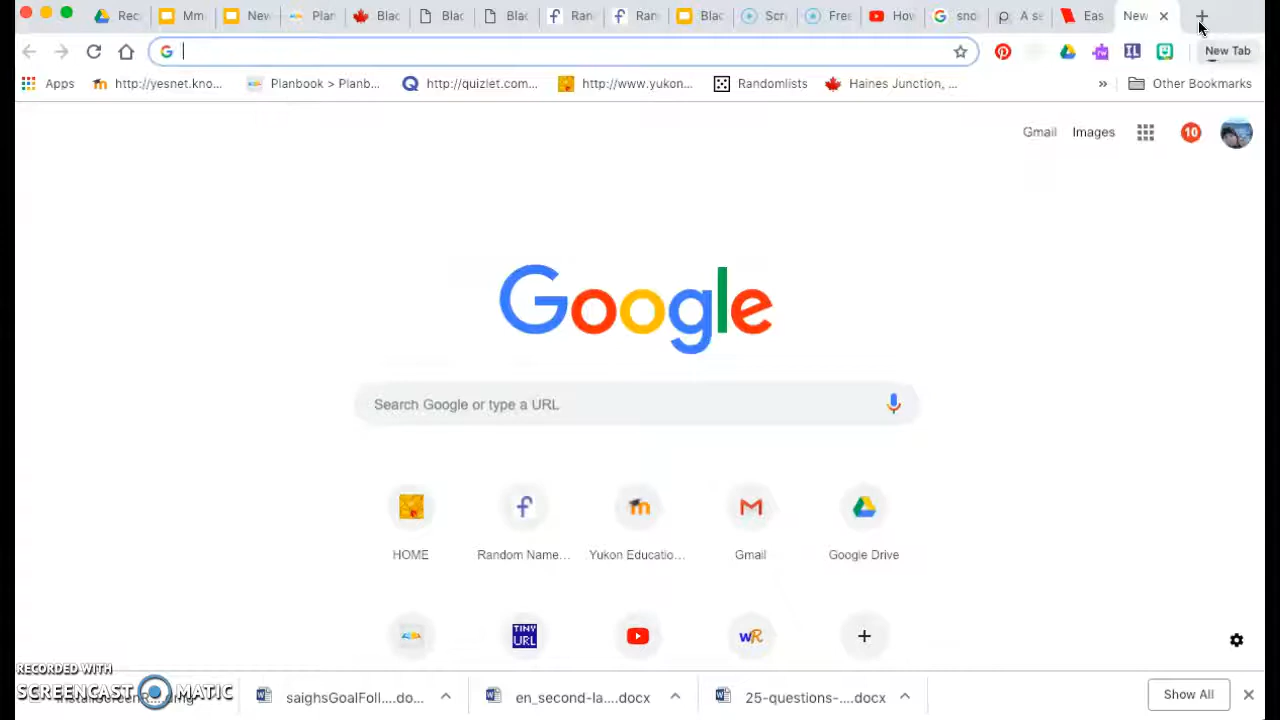 Rec Mm New Plan Blac Blac Blac Ran Ran Blac Scr Free How sno A s Eas New
New Tab
Apps http://yesnet.kno... Planbook > Planb... http://quizlet.com... http://www.yukon... Randomlists Haines Junction, ... » Other Bookmarks
Gmail Images 10
Google
Search Google or type a URL
HOME Random Name... Yukon Educatio... Gmail Google Drive
TINY
URL
wR
RECORDED WITH
SCREENCAST MATIC
saighsGoalFoll....do... en_second-la....docx 25-questions-....docx Show All